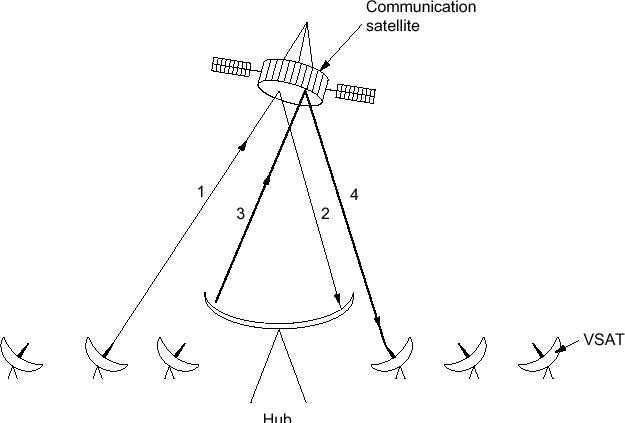 Communication
satellite
1
3
2
4
VSAT
Hub